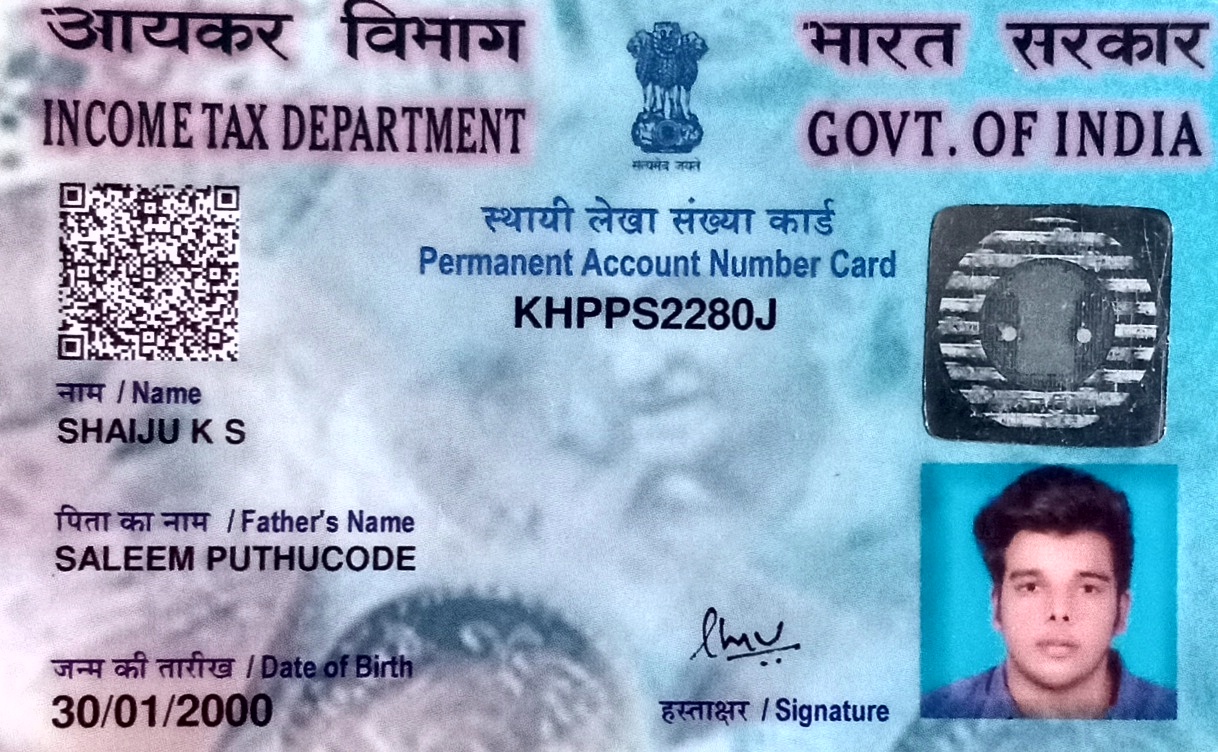 आयकर विभाग
भारत सरकार
INCOME TAX DEPARTMENT
GOVT. OF INDIA
सत्यमेव जयते
स्थायी लेखा संख्या कार्ड
Permanent Account Number Card
KHPPS2280J
नाम / Name
SHAIJU K S
पिता का नाम / Father's Name
SALEEM PUTHUCODE
जन्म की तारीख / Date of Birth
30/01/2000
हस्ताक्षर / Signature